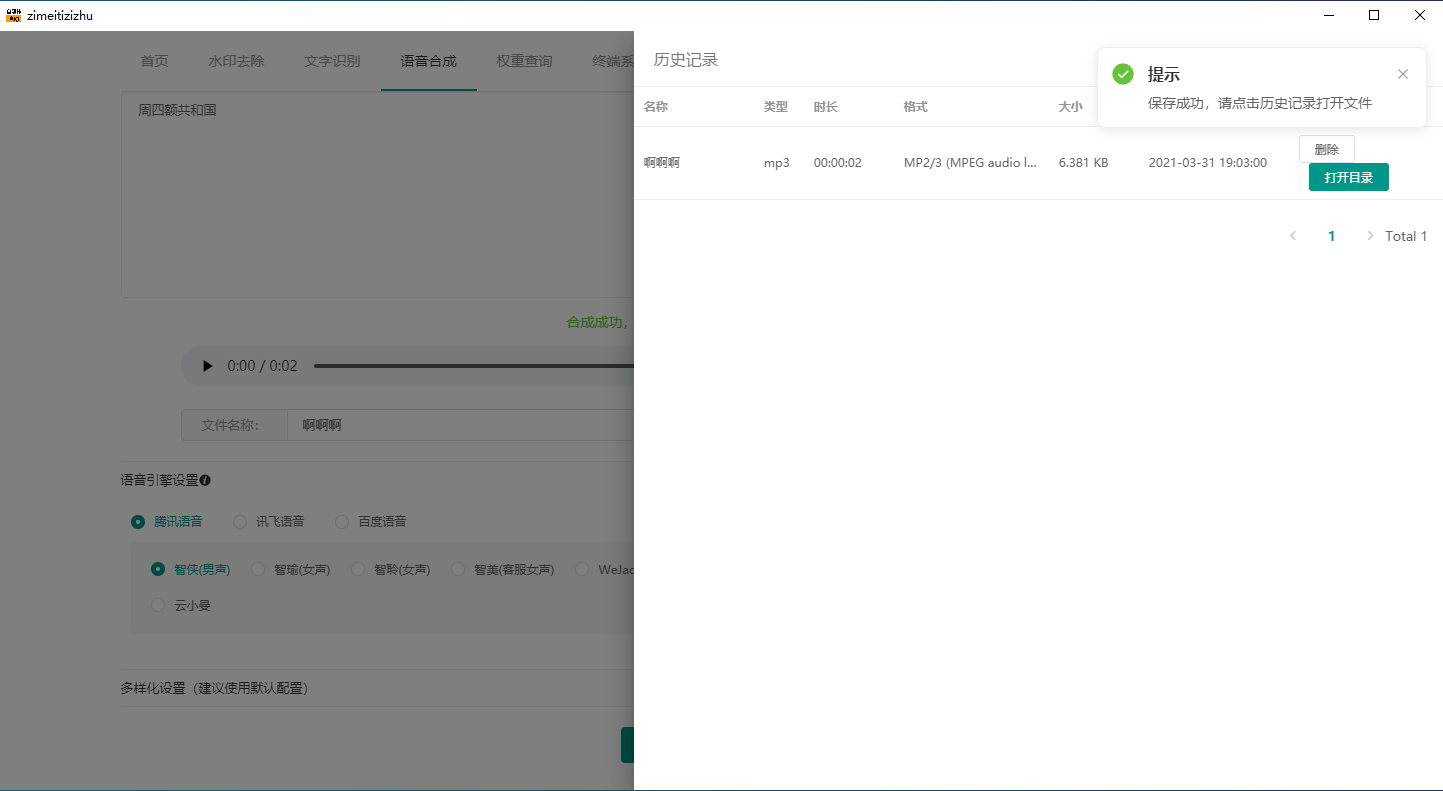 zimeitizizhu
首页 水印去除 文字识别 语音合成 权重查询 终端系
周四额共和国
合成成功，
0:00 / 0:02
文件名称： 啊啊啊
语音引擎设置
腾讯语音 讯飞语音 百度语音
智侠(男声) 智瑜(女声) 智聆(女声) 智美(客服女声) WeJac
云小曼
多样化设置（建议使用默认配置）
历史记录
提示
保存成功，请点击历史记录打开文件
名称 类型 时长 格式 大小
啊啊啊 mp3 00:00:02 MP2/3 (MPEG audio l... 6.381 KB 2021-03-31 19:03:00 删除
打开目录
1 Total 1